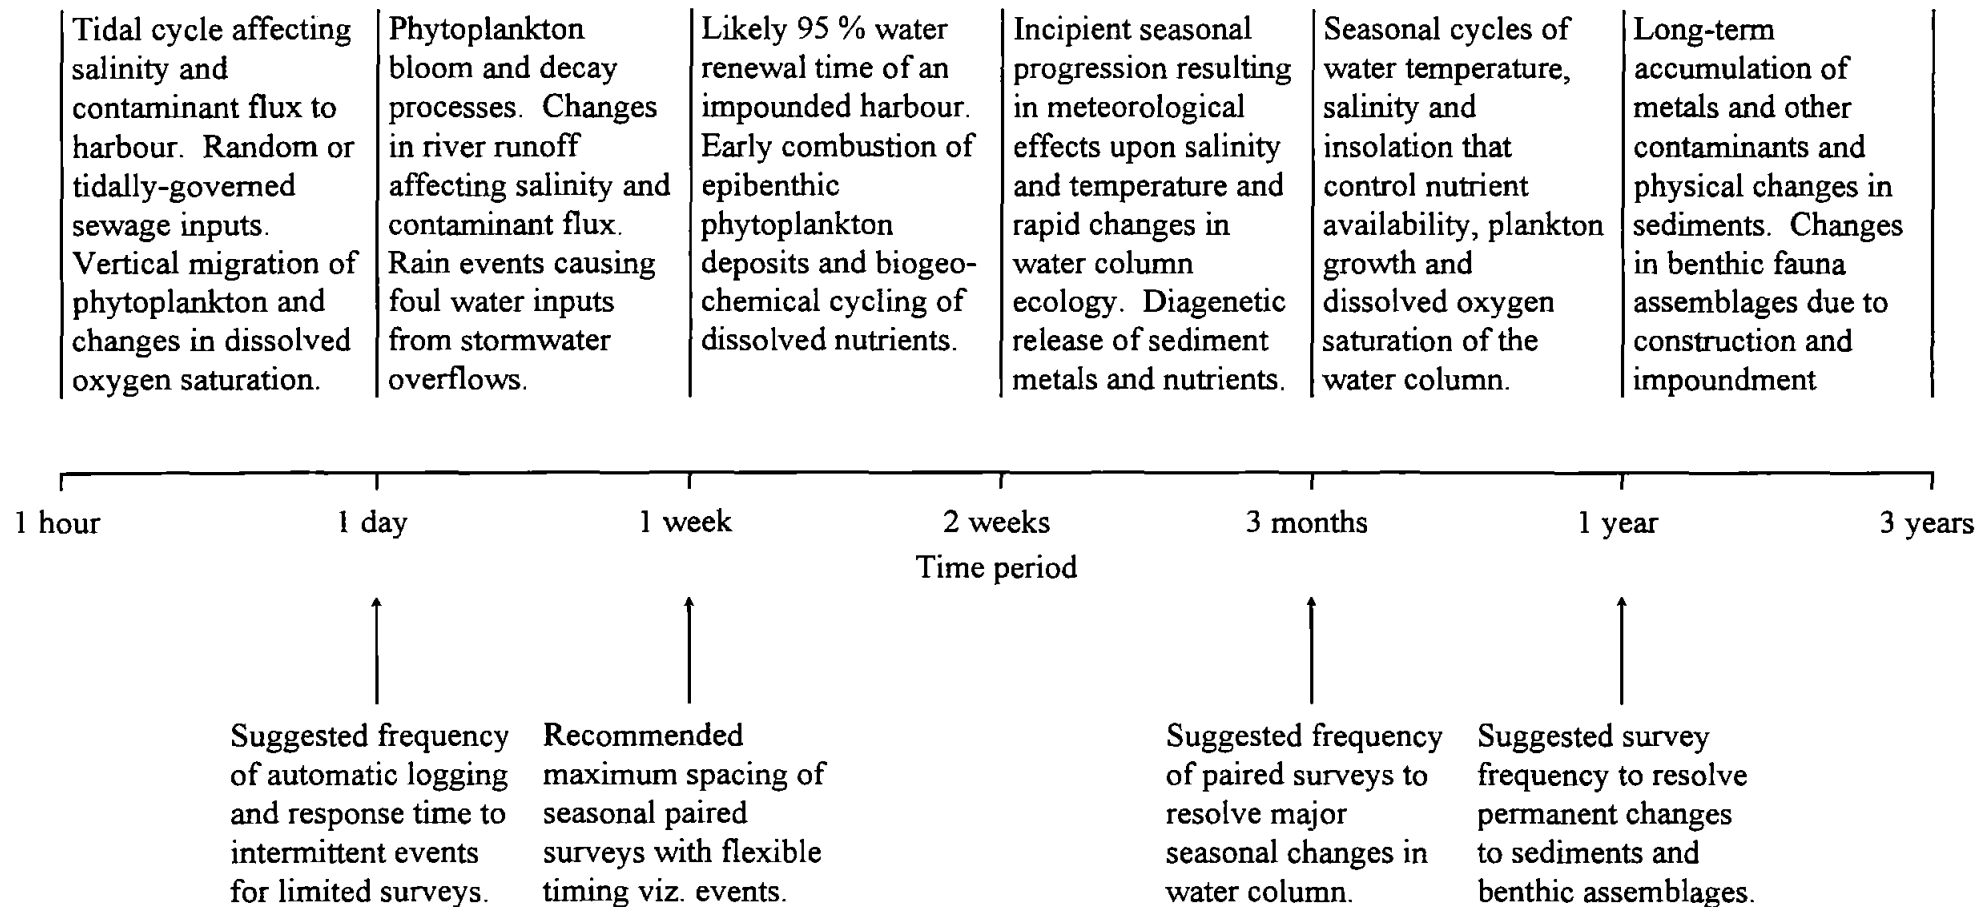 Tidal cycle affecting
salinity and
contaminant flux to
harbour. Random or
tidally-governed
sewage inputs.
Vertical migration of
phytoplankton and
changes in dissolved
oxygen saturation.
Phytoplankton
bloom and decay
processes. Changes
in river runoff
affecting salinity and
contaminant flux.
Rain events causing
foul water inputs
from stormwater
overflows.
Likely 95 % water
renewal time of an
impounded harbour.
Early combustion of
epibenthic
phytoplankton
deposits and biogeo-
chemical cycling of
dissolved nutrients.
Incipient seasonal
progression resulting
in meteorological
effects upon salinity
and temperature and
rapid changes in
water column
ecology. Diagenetic
release of sediment
metals and nutrients.
Seasonal cycles of
water temperature,
salinity and
insolation that
control nutrient
availability, plankton
growth and
dissolved oxygen
saturation of the
water column.
Long-term
accumulation of
metals and other
contaminants and
physical changes in
sediments. Changes
in benthic fauna
assemblages due to
construction and
impoundment
1 hour
1 day
1 week
2 weeks
3 months
1 year
3 years
Time period
Suggested frequency
of automatic logging
and response time to
intermittent events
for limited surveys.
Recommended
maximum spacing of
seasonal paired
surveys with flexible
timing viz. events.
Suggested frequency
of paired surveys to
resolve major
seasonal changes in
water column.
Suggested survey
frequency to resolve
permanent changes
to sediments and
benthic assemblages.